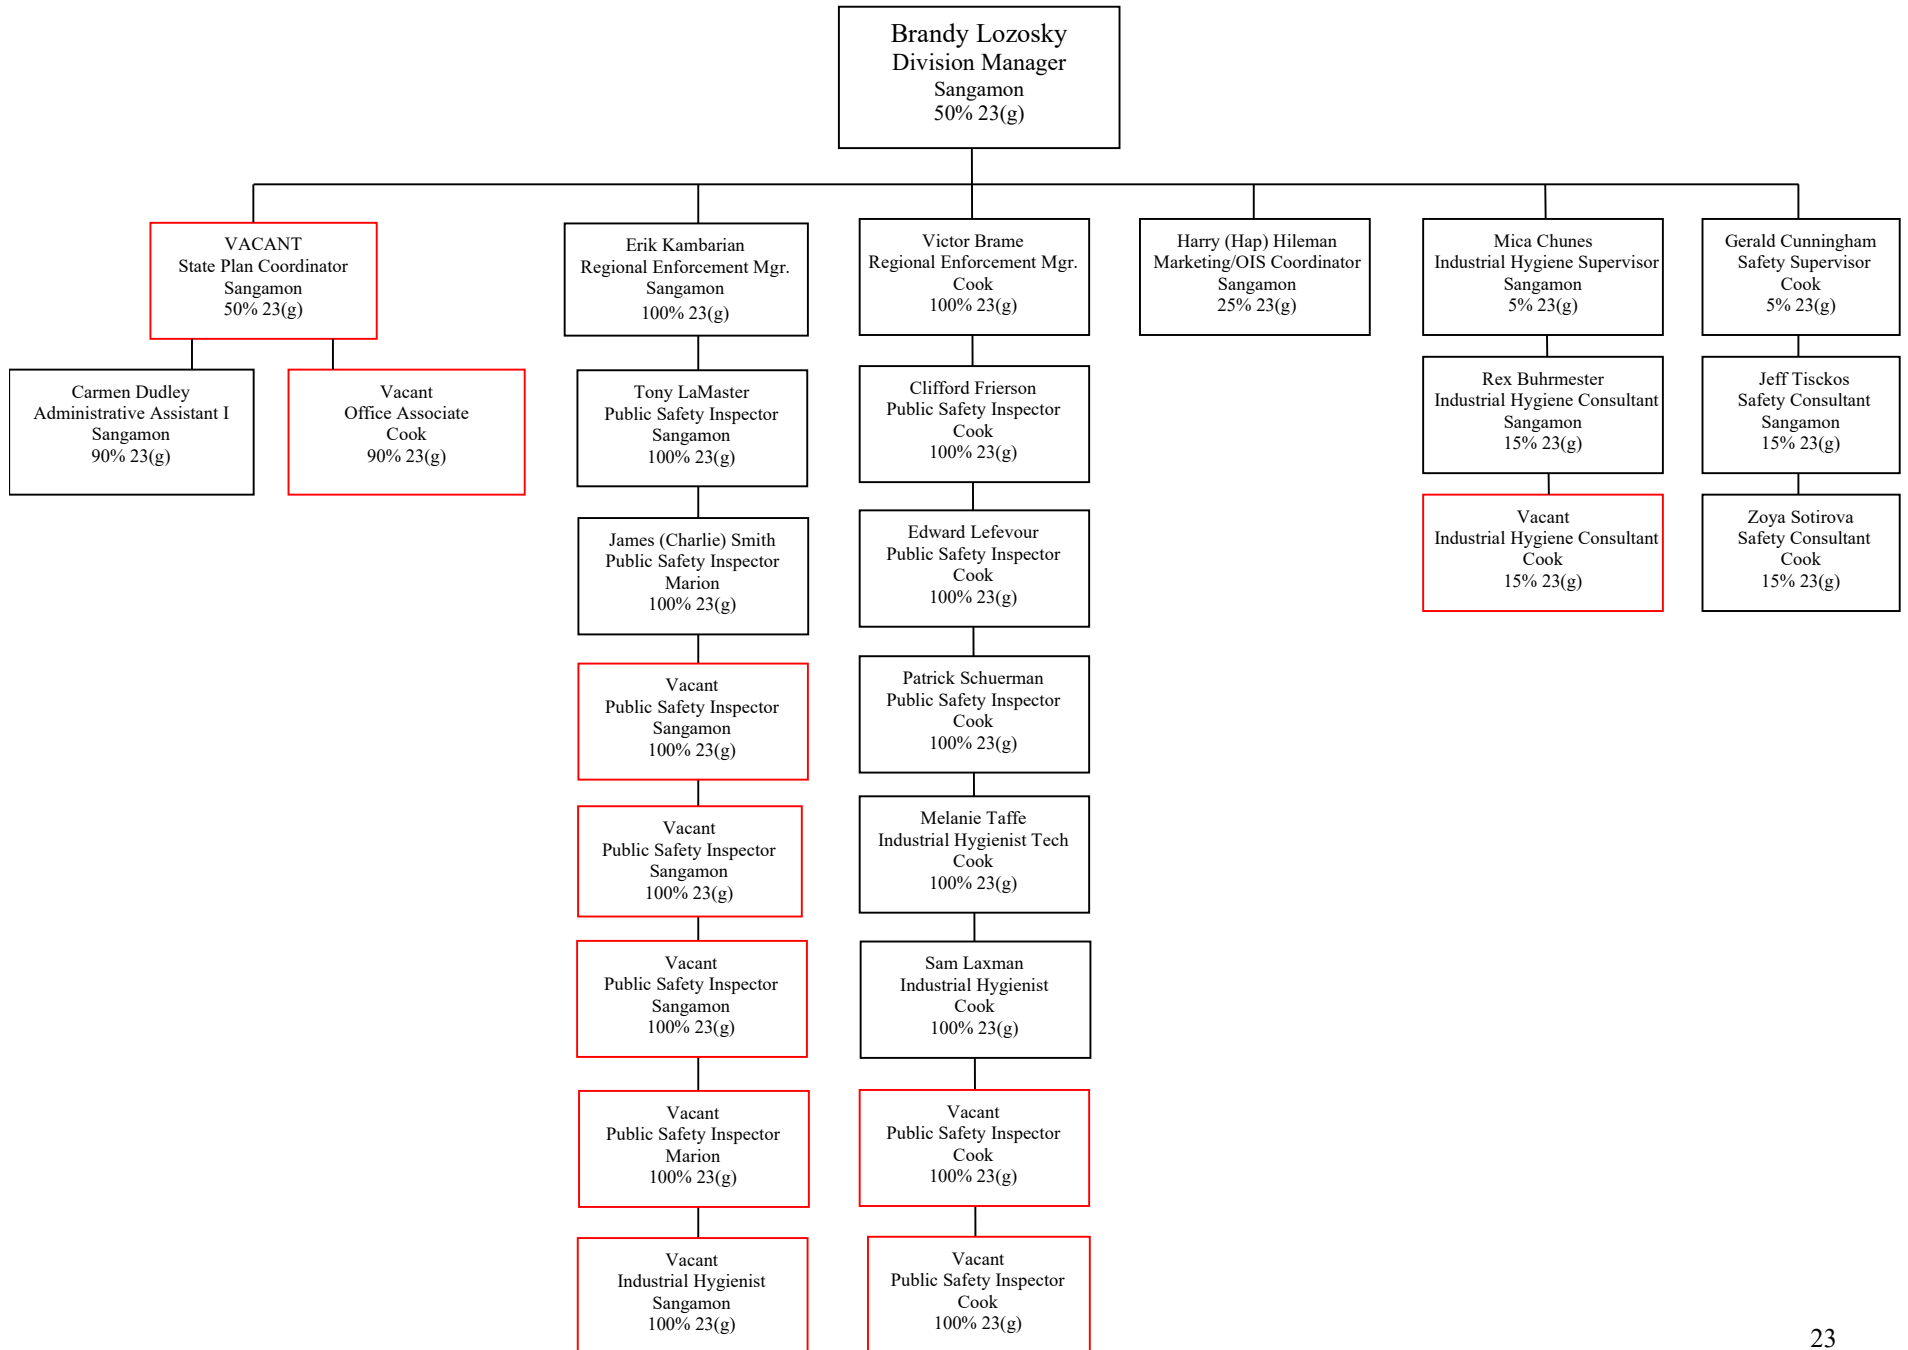 Brandy Lozosky
Division Manager
Sangamon
50% 23(g)
VACANT
State Plan Coordinator
Sangamon
50% 23(g)
Carmen Dudley
Administrative Assistant I
Sangamon
90% 23(g)
Vacant
Office Associate
Cook
90% 23(g)
Erik Kambarian
Regional Enforcement Mgr.
Sangamon
100% 23(g)
Tony LaMaster
Public Safety Inspector
Sangamon
100% 23(g)
James (Charlie) Smith
Public Safety Inspector
Marion
100% 23(g)
Vacant
Public Safety Inspector
Sangamon
100% 23(g)
Vacant
Public Safety Inspector
Sangamon
100% 23(g)
Vacant
Public Safety Inspector
Sangamon
100% 23(g)
Vacant
Public Safety Inspector
Marion
100% 23(g)
Vacant
Industrial Hygienist
Sangamon
100% 23(g)
Victor Brame
Regional Enforcement Mgr.
Cook
100% 23(g)
Clifford Frierson
Public Safety Inspector
Cook
100% 23(g)
Edward Lefevour
Public Safety Inspector
Cook
100% 23(g)
Patrick Schuerman
Public Safety Inspector
Cook
100% 23(g)
Melanie Taffe
Industrial Hygienist Tech
Cook
100% 23(g)
Sam Laxman
Industrial Hygienist
Cook
100% 23(g)
Vacant
Public Safety Inspector
Cook
100% 23(g)
Vacant
Public Safety Inspector
Cook
100% 23(g)
Harry (Hap) Hileman
Marketing/OIS Coordinator
Sangamon
25% 23(g)
Mica Chunes
Industrial Hygiene Supervisor
Sangamon
5% 23(g)
Rex Buhrmester
Industrial Hygiene Consultant
Sangamon
15% 23(g)
Vacant
Industrial Hygiene Consultant
Cook
15% 23(g)
Gerald Cunningham
Safety Supervisor
Cook
5% 23(g)
Jeff Tisckos
Safety Consultant
Sangamon
15% 23(g)
Zoya Sotirova
Safety Consultant
Cook
15% 23(g)
23